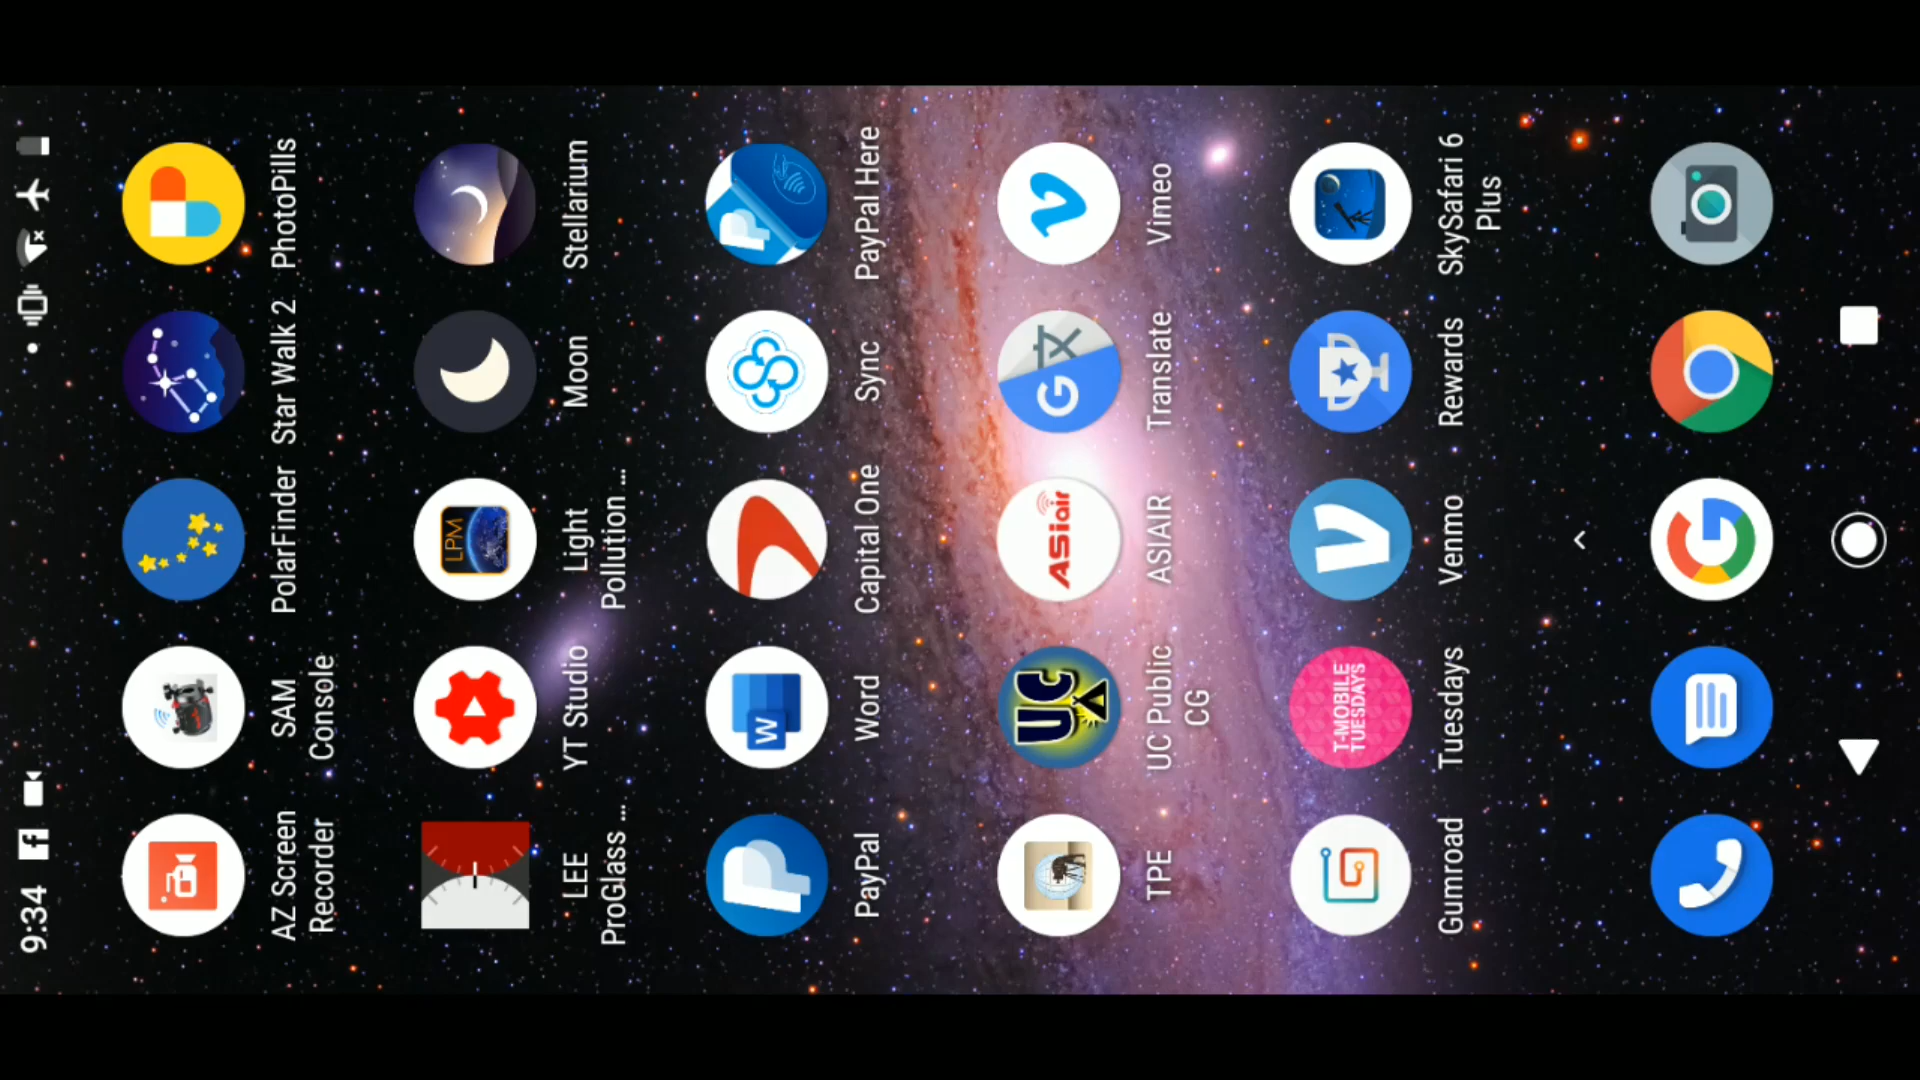 9:34
AZ Screen
Recorder
SAM
Console
PolarFinder
Star Walk 2
PhotoPills
LEE
ProGlass ...
YT Studio
LPM
Light
Pollution ...
Moon
Stellarium
PayPal
W
Word
Capital One
Sync
PayPal Here
TPE
UC
UC Public
CG
ASIair
ASIAIR
G
Translate
Vimeo
Gumroad
T-MOBILE
TUESDAYS
Tuesdays
Venmo
Rewards
SkySafari 6
Plus